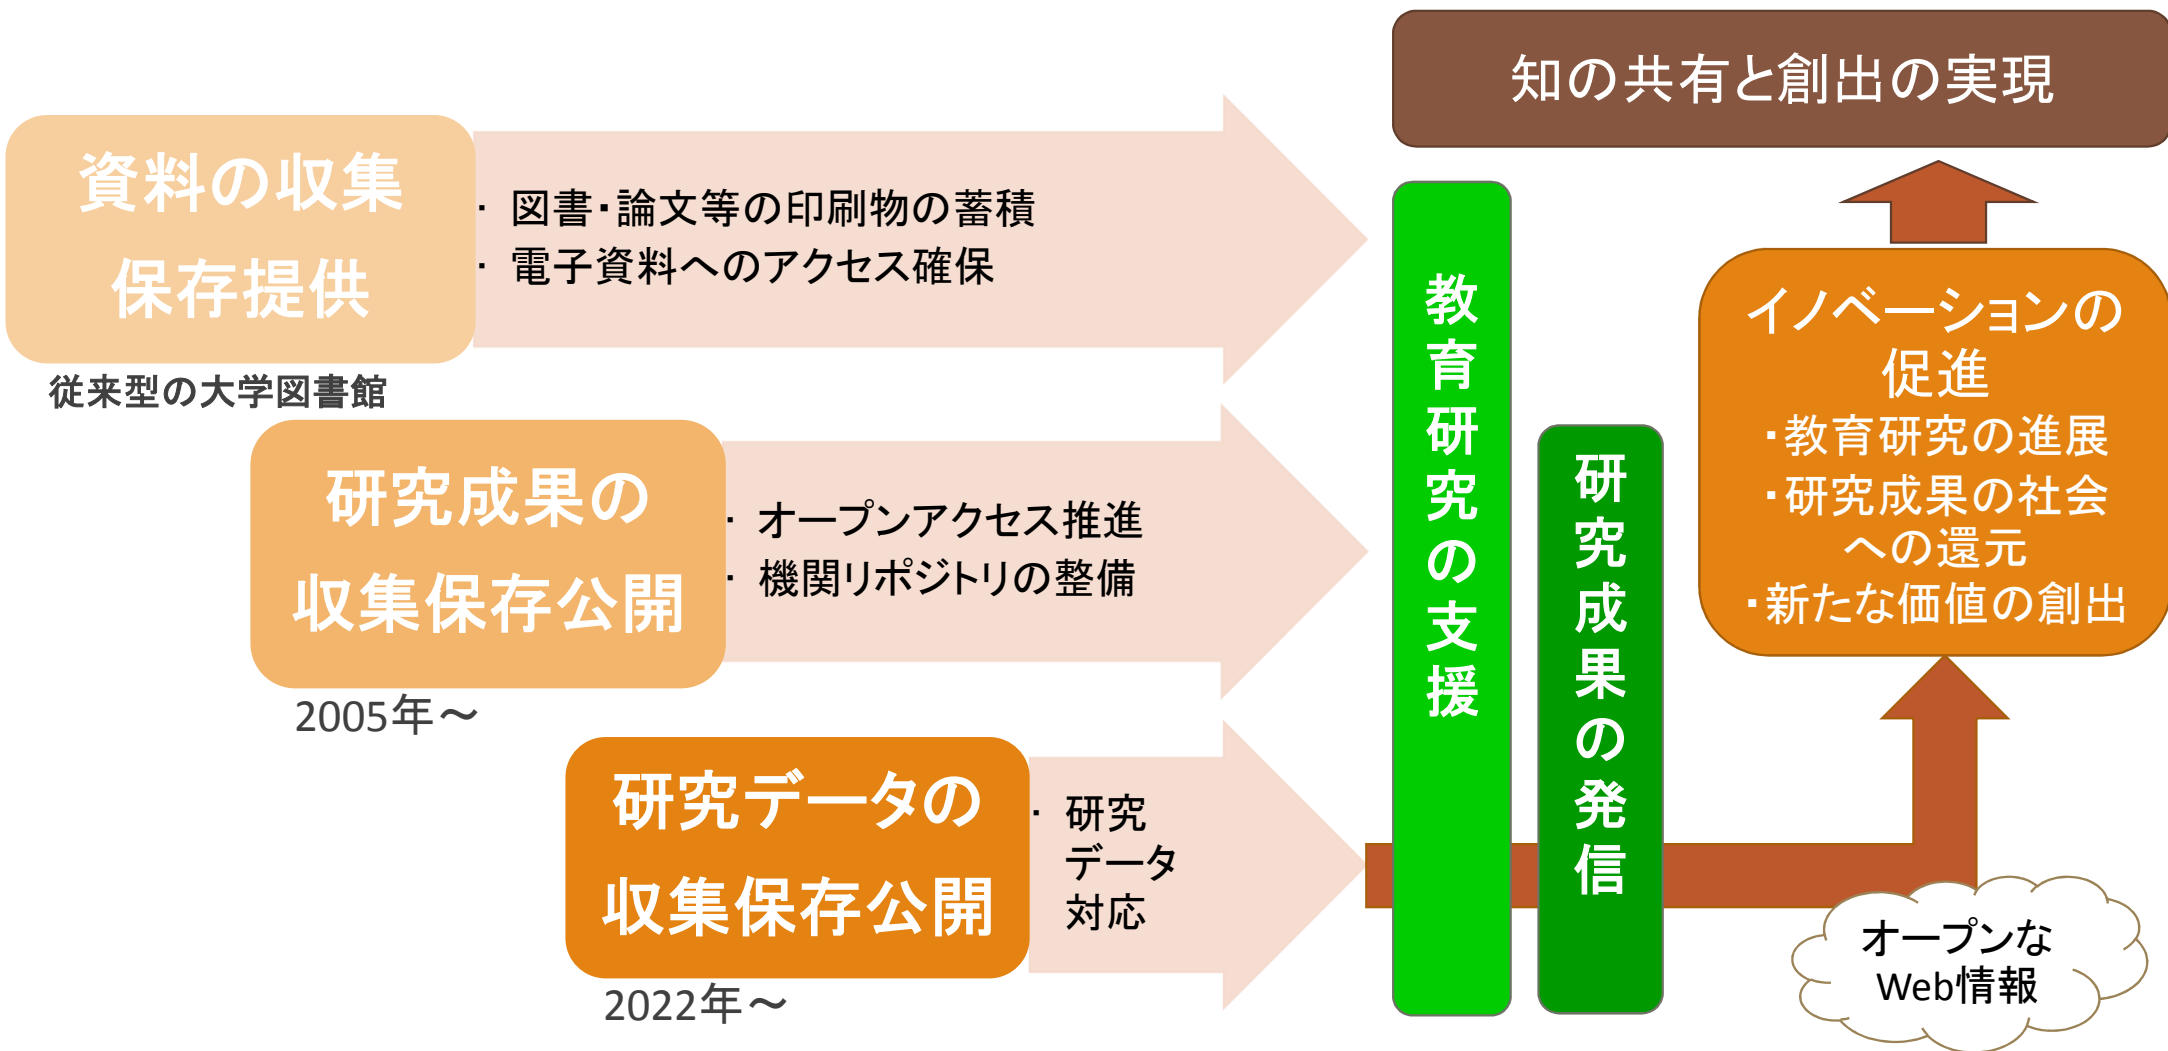 知の共有と創出の実現
資料の収集
保存提供
・ 図書・論文等の印刷物の蓄積
・ 電子資料へのアクセス確保
従来型の大学図書館
研究成果の
収集保存公開
・ オープンアクセス推進
・ 機関リポジトリの整備
2005年～
研究データの
収集保存公開
・ 研究
データ
対応
2022年～
教育研究の支援
研究成果の発信
イノベーションの
促進
・教育研究の進展
・研究成果の社会
への還元
・新たな価値の創出
オープンな
Web情報